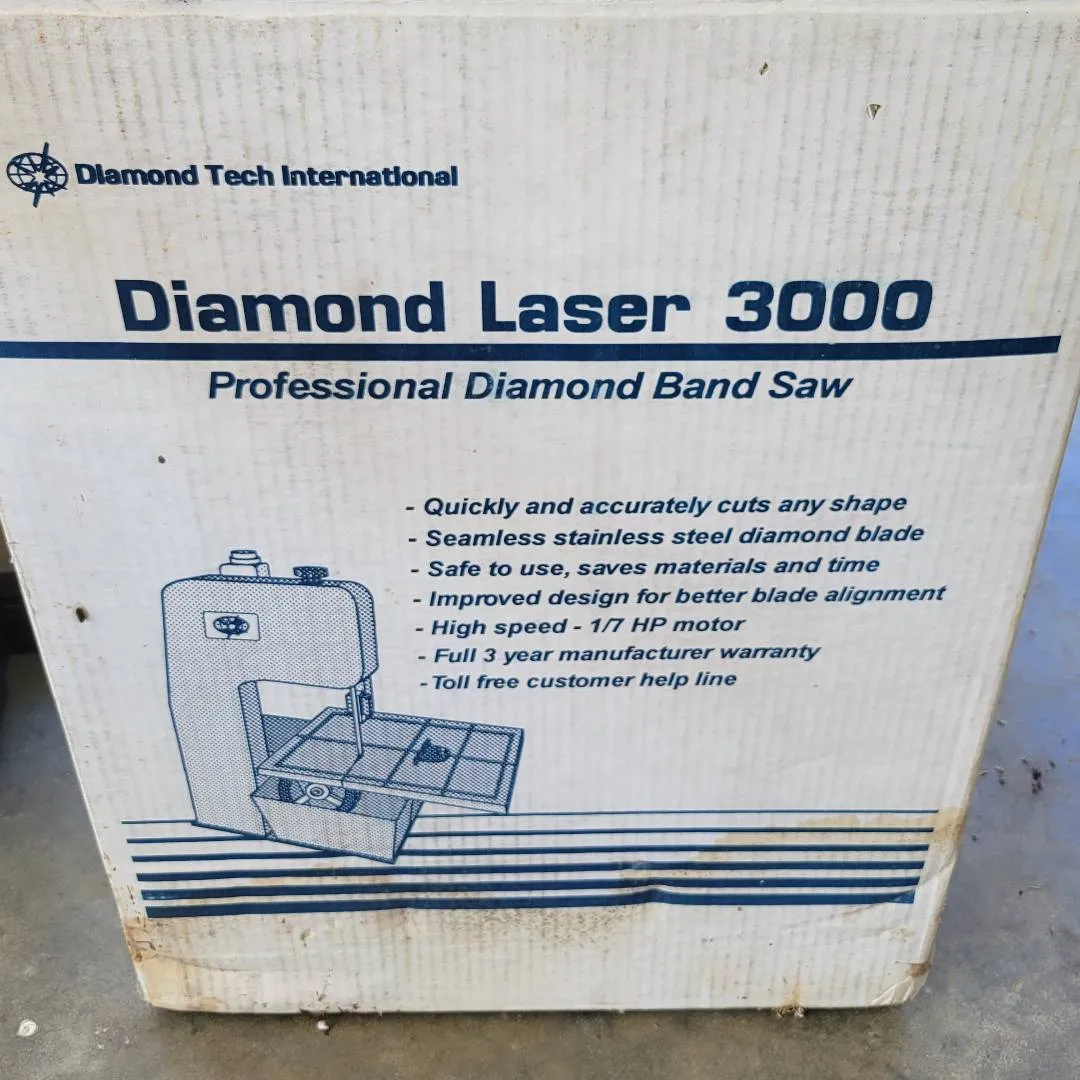 Diamond Tech International
Diamond Laser 3000
Professional Diamond Band Saw
- Quickly and accurately cuts any shape
- Seamless stainless steel diamond blade
- Safe to use, saves materials and time
- Improved design for better blade alignment
- High speed - 1/7 HP motor
- Full 3 year manufacturer warranty
- Toll free customer help line